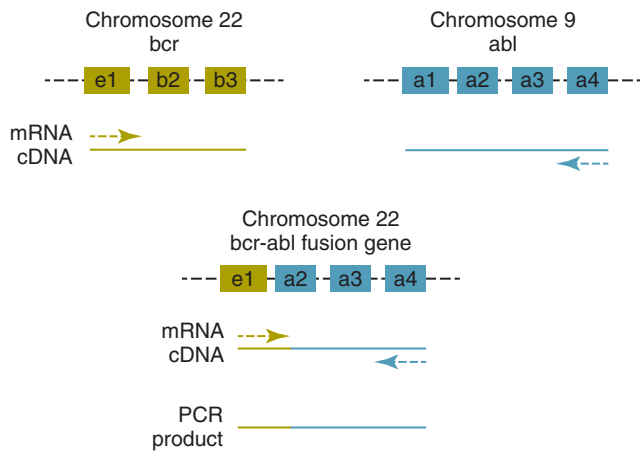 Chromosome 22
bcr
e1 b2 b3
mRNA
cDNA
Chromosome 9
abl
a1 a2 a3 a4
Chromosome 22
bcr-abl fusion gene
e1 a2 a3 a4
mRNA
cDNA
PCR
product